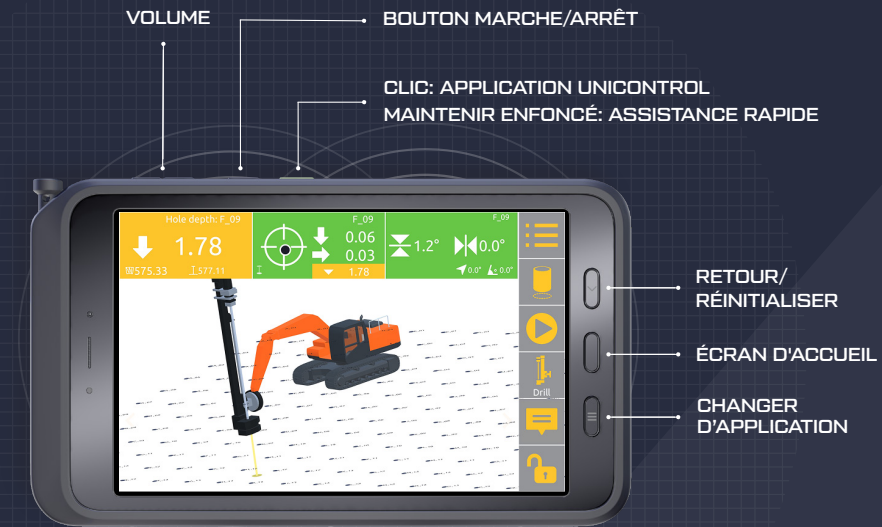 VOLUME
BOUTON MARCHE/ARRÊT
CLIC: APPLICATION UNICONTROL
MAINTENIR ENFONCÉ: ASSISTANCE RAPIDE
Hole depth: F_09
1.78
575.33
577.11
F_09
0.06
0.03
1.78
F_09
1.2°
0.0°
0.0°
0.0°
Drill
RETOUR/
RÉINITIALISER
ÉCRAN D'ACCUEIL
CHANGER
D'APPLICATION